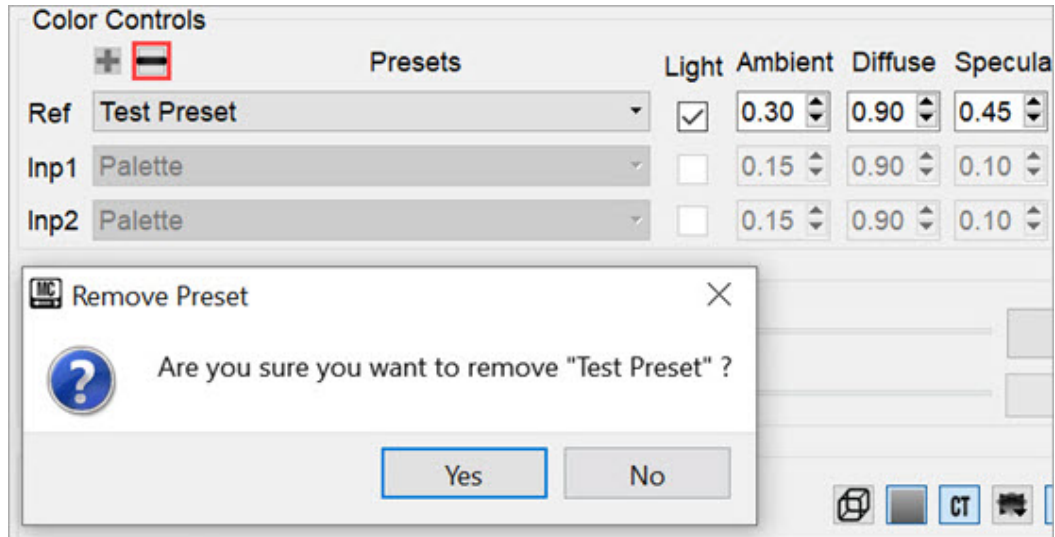 Color Controls
Presets Light Ambient Diffuse Specula
Ref Test Preset 0.30 0.90 0.45
Inp1 Palette 0.15 0.90 0.10
Inp2 Palette 0.15 0.90 0.10
MC Remove Preset
Are you sure you want to remove "Test Preset" ?
Yes No
CT